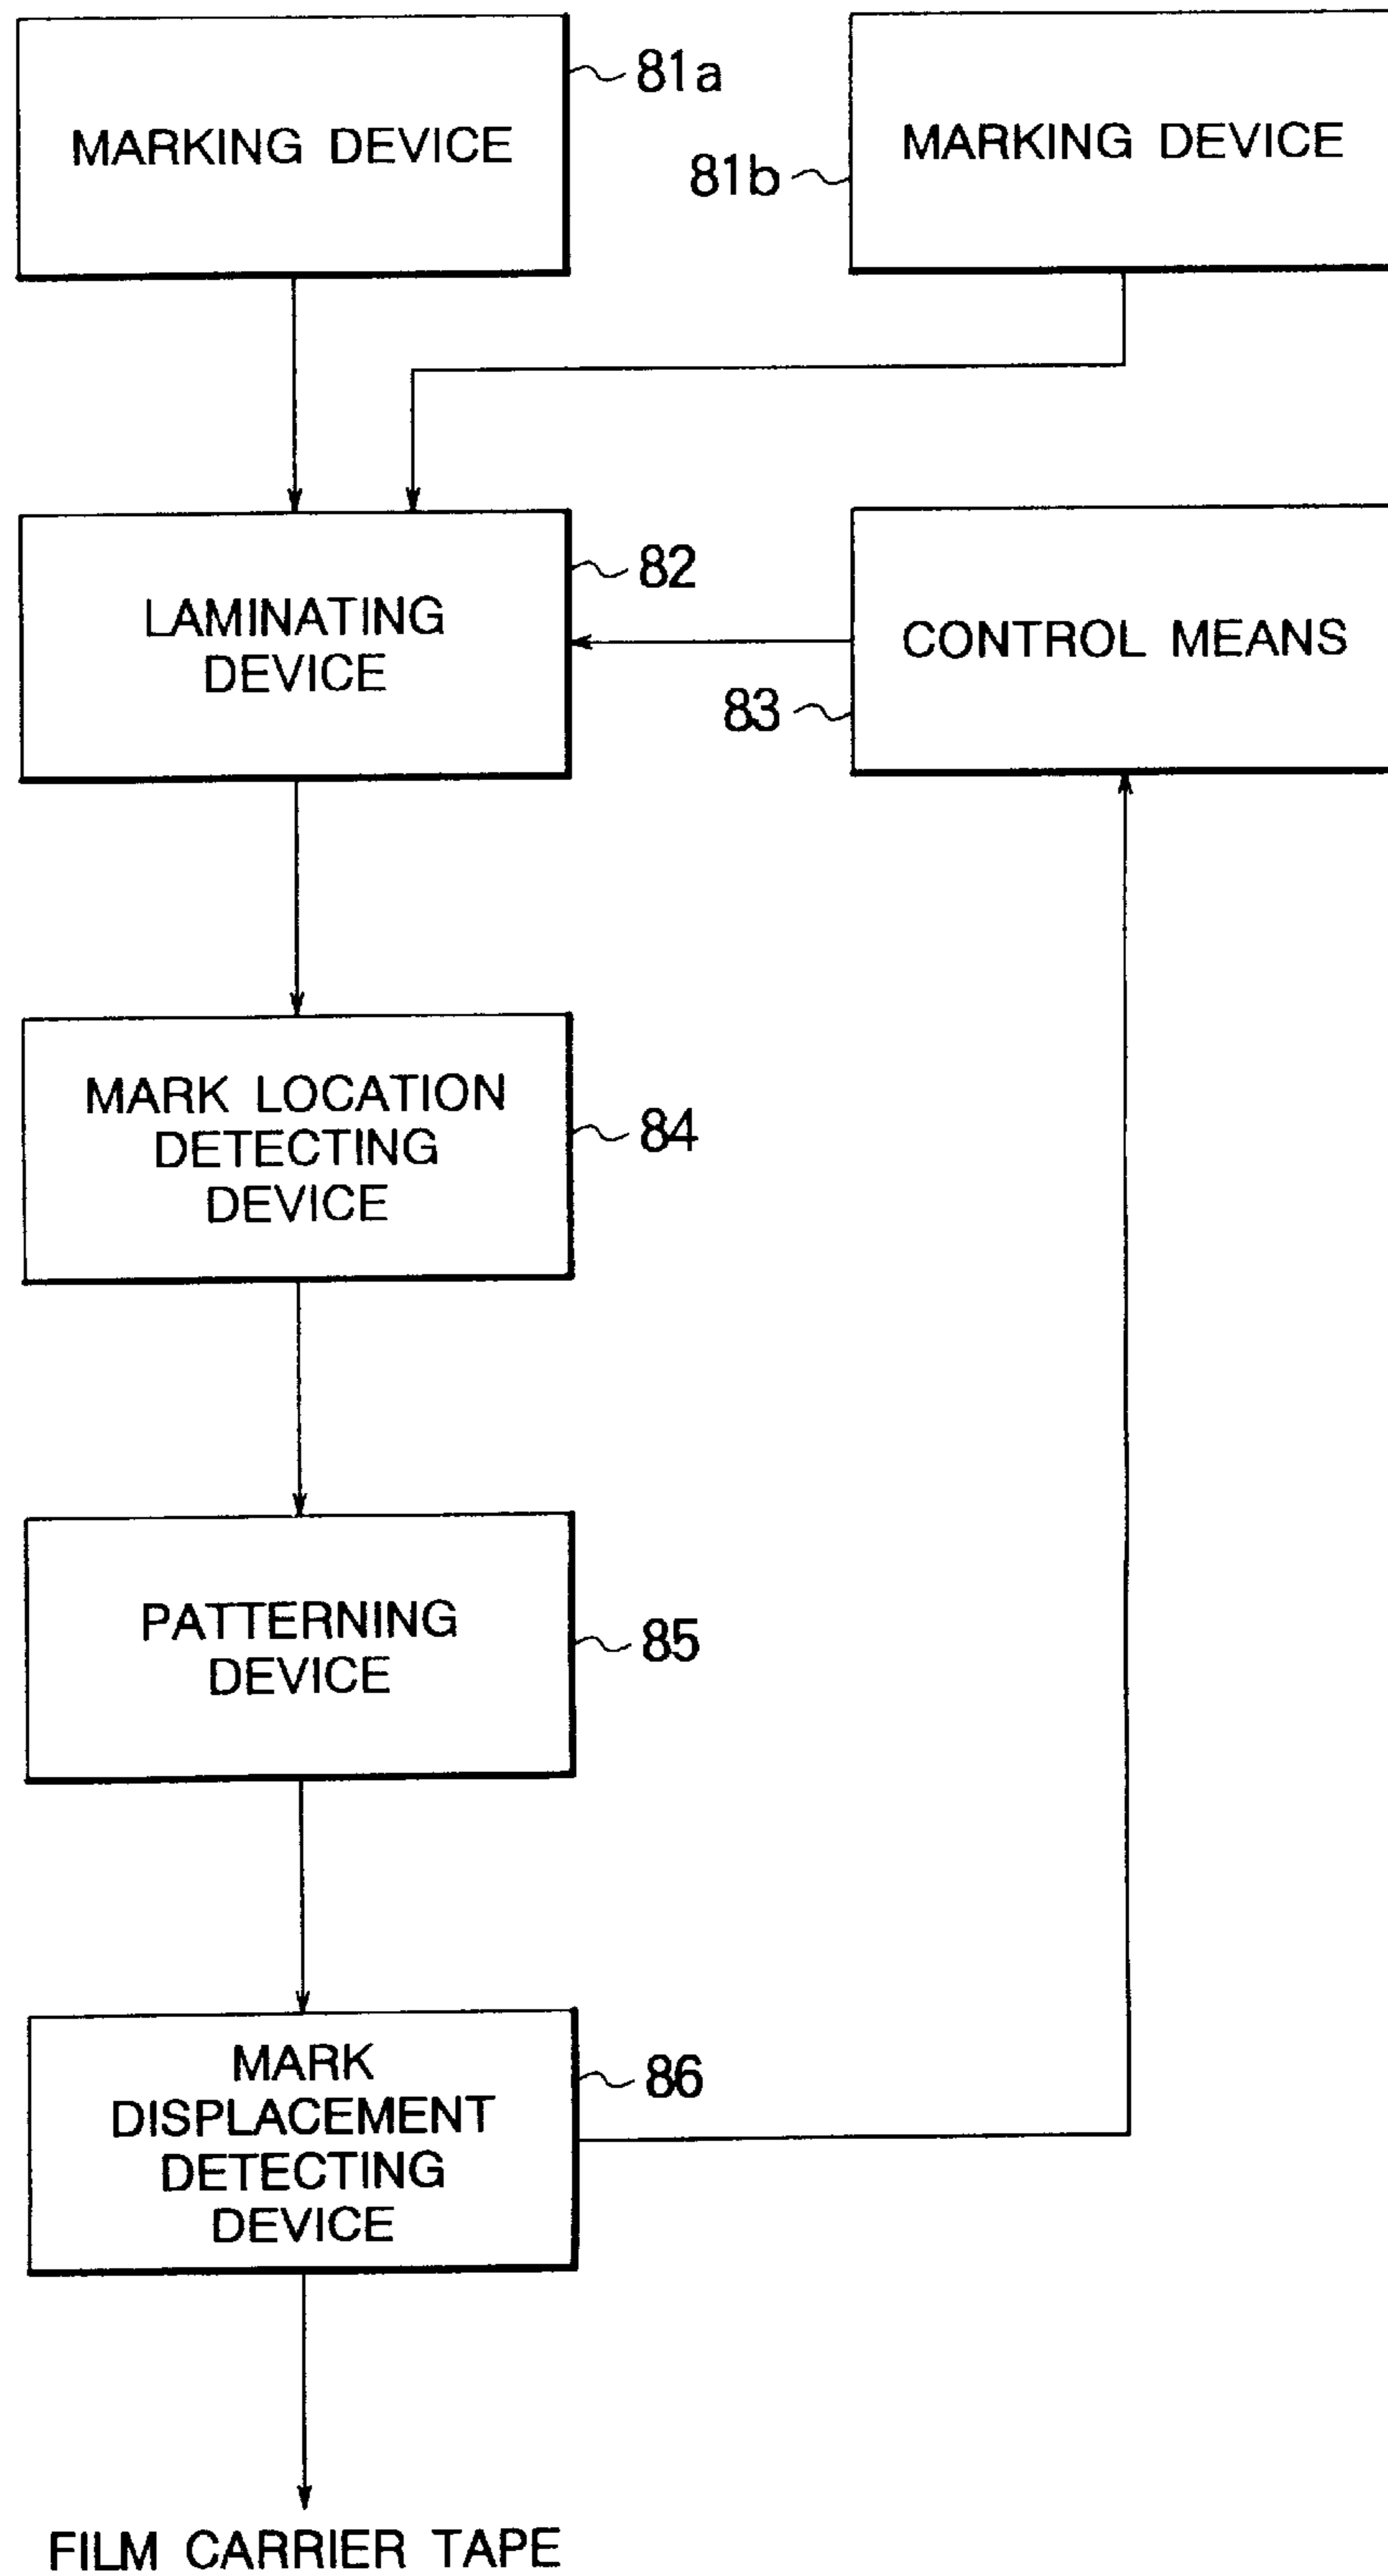 81a
MARKING DEVICE
MARKING DEVICE
81b
82
LAMINATING
DEVICE
CONTROL MEANS
83
MARK LOCATION
DETECTING
DEVICE
84
PATTERNING
DEVICE
85
MARK
DISPLACEMENT
DETECTING
DEVICE
86
FILM CARRIER TAPE